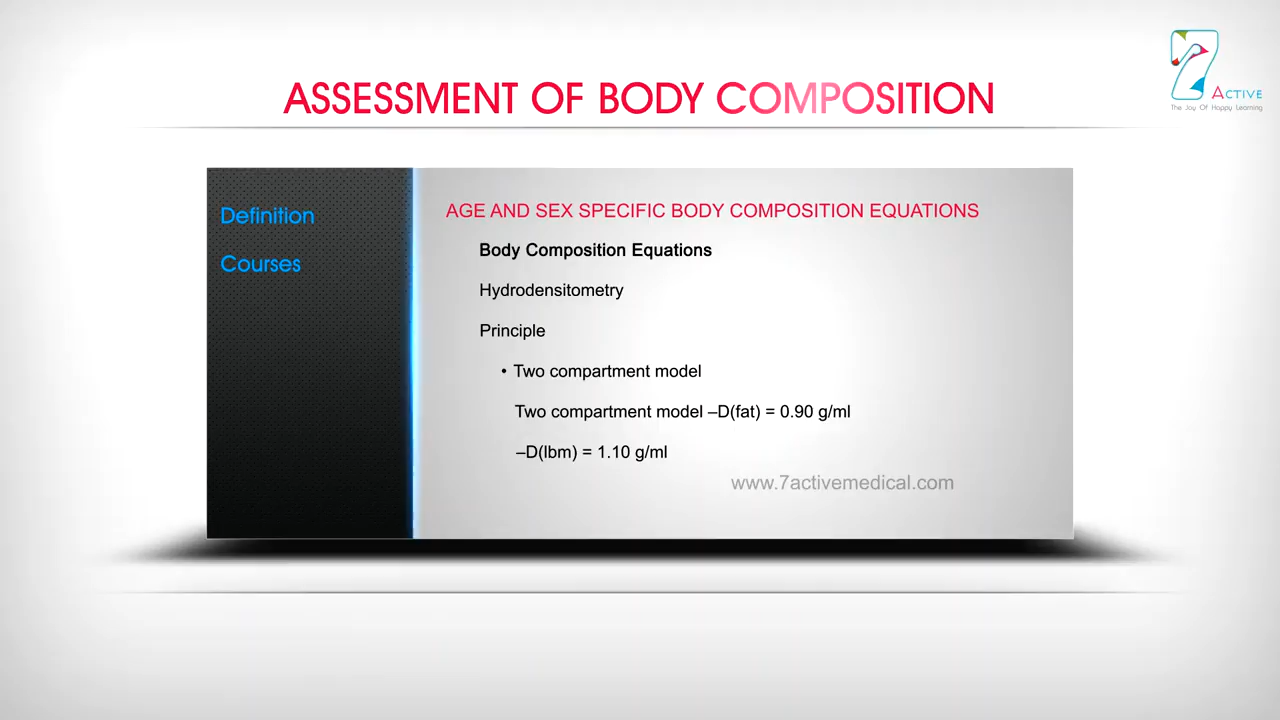 7
ACTIVE
The Joy Of Happy Learning
ASSESSMENT OF BODY COMPOSITION
Definition
Courses
AGE AND SEX SPECIFIC BODY COMPOSITION EQUATIONS
Body Composition Equations
Hydrodensitometry
Principle
• Two compartment model
Two compartment model –D(fat) = 0.90 g/ml
–D(lbm) = 1.10 g/ml
www.7activemedical.com